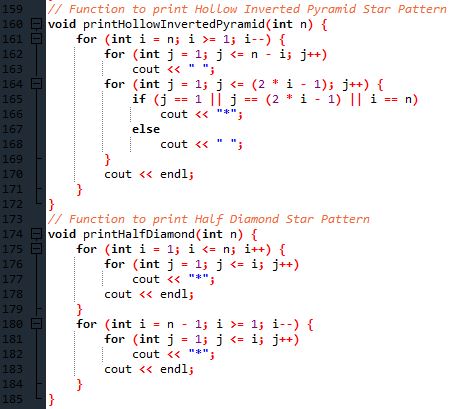 159 // Function to print Hollow Inverted Pyramid Star Pattern
160 void printHollowInvertedPyramid(int n) {
161     for (int i = n; i >= 1; i--) {
162         for (int j = 1; j <= n - i; j++)
163             cout << " ";
164         for (int j = 1; j <= (2 * i - 1); j++) {
165             if (j == 1 || j == (2 * i - 1) || i == n)
166                 cout << "*";
167             else
168                 cout << " ";
169         }
170         cout << endl;
171     }
172 }
173 // Function to print Half Diamond Star Pattern
174 void printHalfDiamond(int n) {
175     for (int i = 1; i <= n; i++) {
176         for (int j = 1; j <= i; j++)
177             cout << "*";
178         cout << endl;
179     }
180     for (int i = n - 1; i >= 1; i--) {
181         for (int j = 1; j <= i; j++)
182             cout << "*";
183         cout << endl;
184     }
185 }